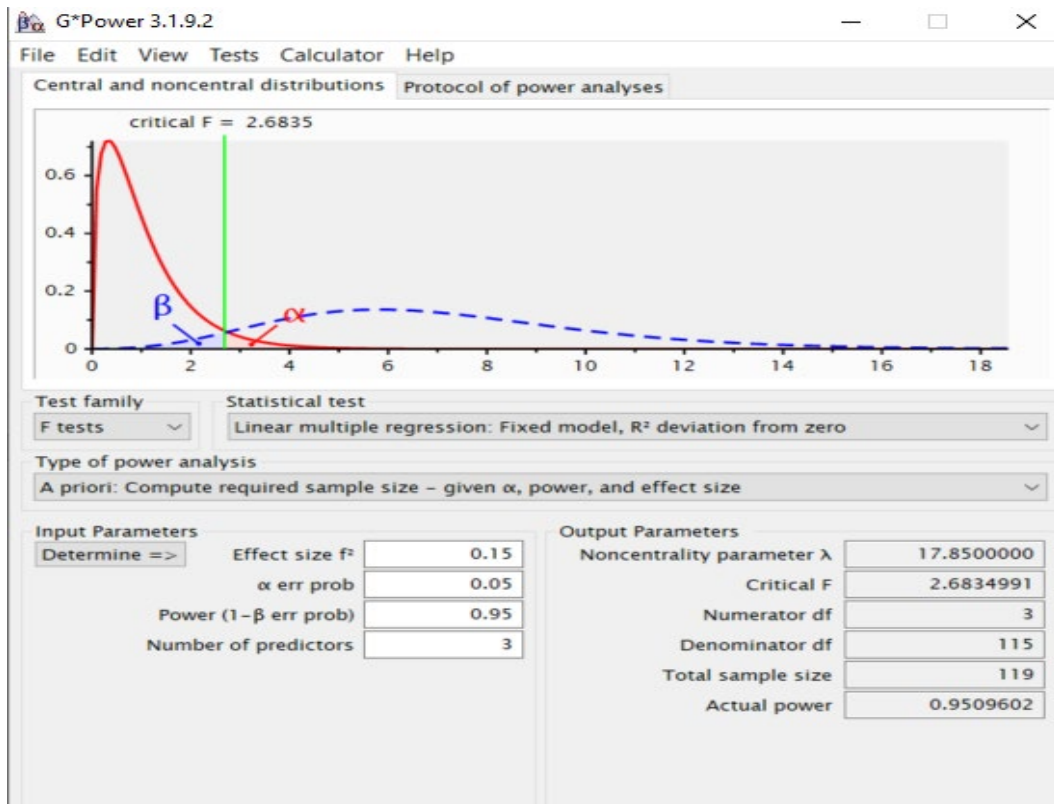 G*Power 3.1.9.2
File Edit View Tests Calculator Help
Central and noncentral distributions Protocol of power analyses
critical F = 2.6835
0.6
0.4
0.2
0
β
α
0 2 4 6 8 10 12 14 16 18
Test family Statistical test
F tests Linear multiple regression: Fixed model, R² deviation from zero
Type of power analysis
A priori: Compute required sample size – given α, power, and effect size
Input Parameters
Determine => Effect size f² 0.15
α err prob 0.05
Power (1-β err prob) 0.95
Number of predictors 3
Output Parameters
Noncentrality parameter λ 17.8500000
Critical F 2.6834991
Numerator df 3
Denominator df 115
Total sample size 119
Actual power 0.9509602